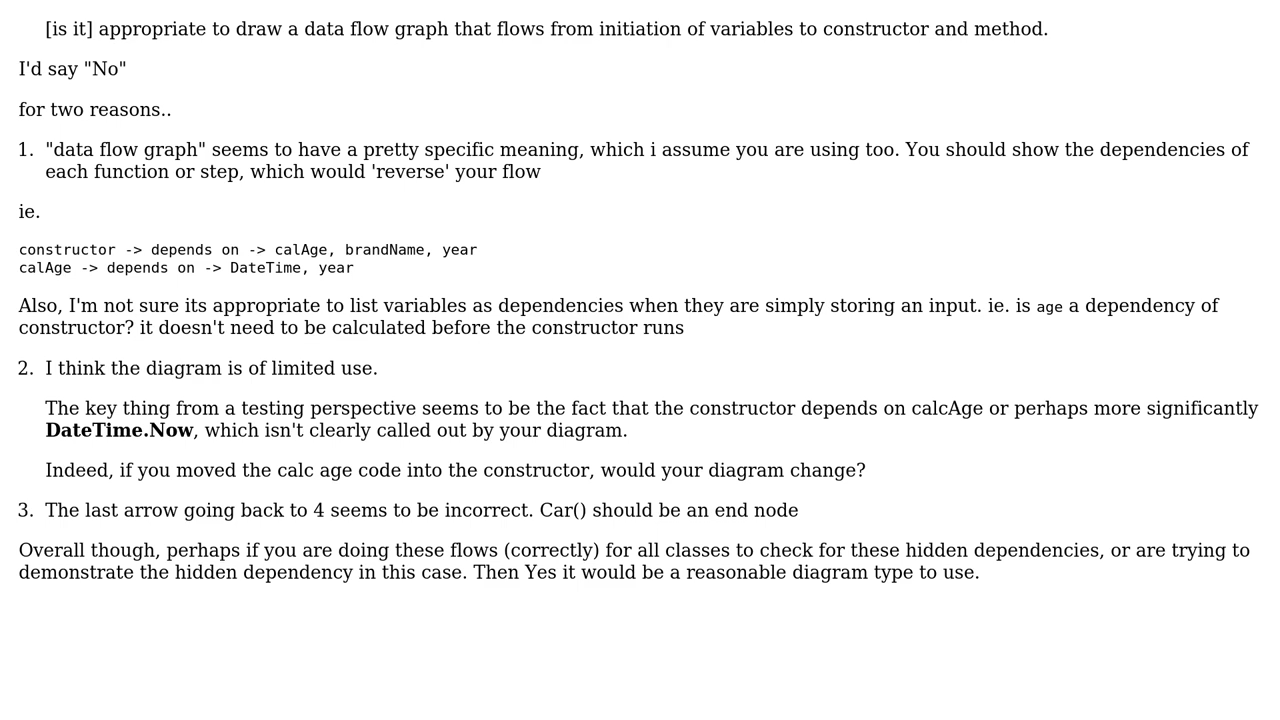 [is it] appropriate to draw a data flow graph that flows from initiation of variables to constructor and method.
I'd say "No"
for two reasons..
1. "data flow graph" seems to have a pretty specific meaning, which i assume you are using too. You should show the dependencies of
each function or step, which would 'reverse' your flow
ie.
constructor -> depends on -> calAge, brandName, year
calAge -> depends on -> DateTime, year
Also, I'm not sure its appropriate to list variables as dependencies when they are simply storing an input. ie. is age a dependency of
constructor? it doesn't need to be calculated before the constructor runs
2. I think the diagram is of limited use.
The key thing from a testing perspective seems to be the fact that the constructor depends on calcAge or perhaps more significantly
DateTime.Now, which isn't clearly called out by your diagram.
Indeed, if you moved the calc age code into the constructor, would your diagram change?
3. The last arrow going back to 4 seems to be incorrect. Car() should be an end node
Overall though, perhaps if you are doing these flows (correctly) for all classes to check for these hidden dependencies, or are trying to
demonstrate the hidden dependency in this case. Then Yes it would be a reasonable diagram type to use.